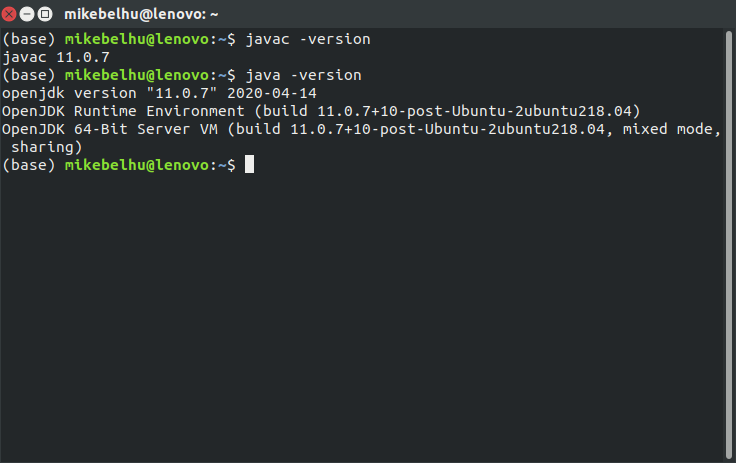 mikebelhu@lenovo: ~
(base) mikebelhu@lenovo:~$ javac -version
javac 11.0.7
(base) mikebelhu@lenovo:~$ java -version
openjdk version "11.0.7" 2020-04-14
OpenJDK Runtime Environment (build 11.0.7+10-post-Ubuntu-2ubuntu218.04)
OpenJDK 64-Bit Server VM (build 11.0.7+10-post-Ubuntu-2ubuntu218.04, mixed mode,
 sharing)
(base) mikebelhu@lenovo:~$